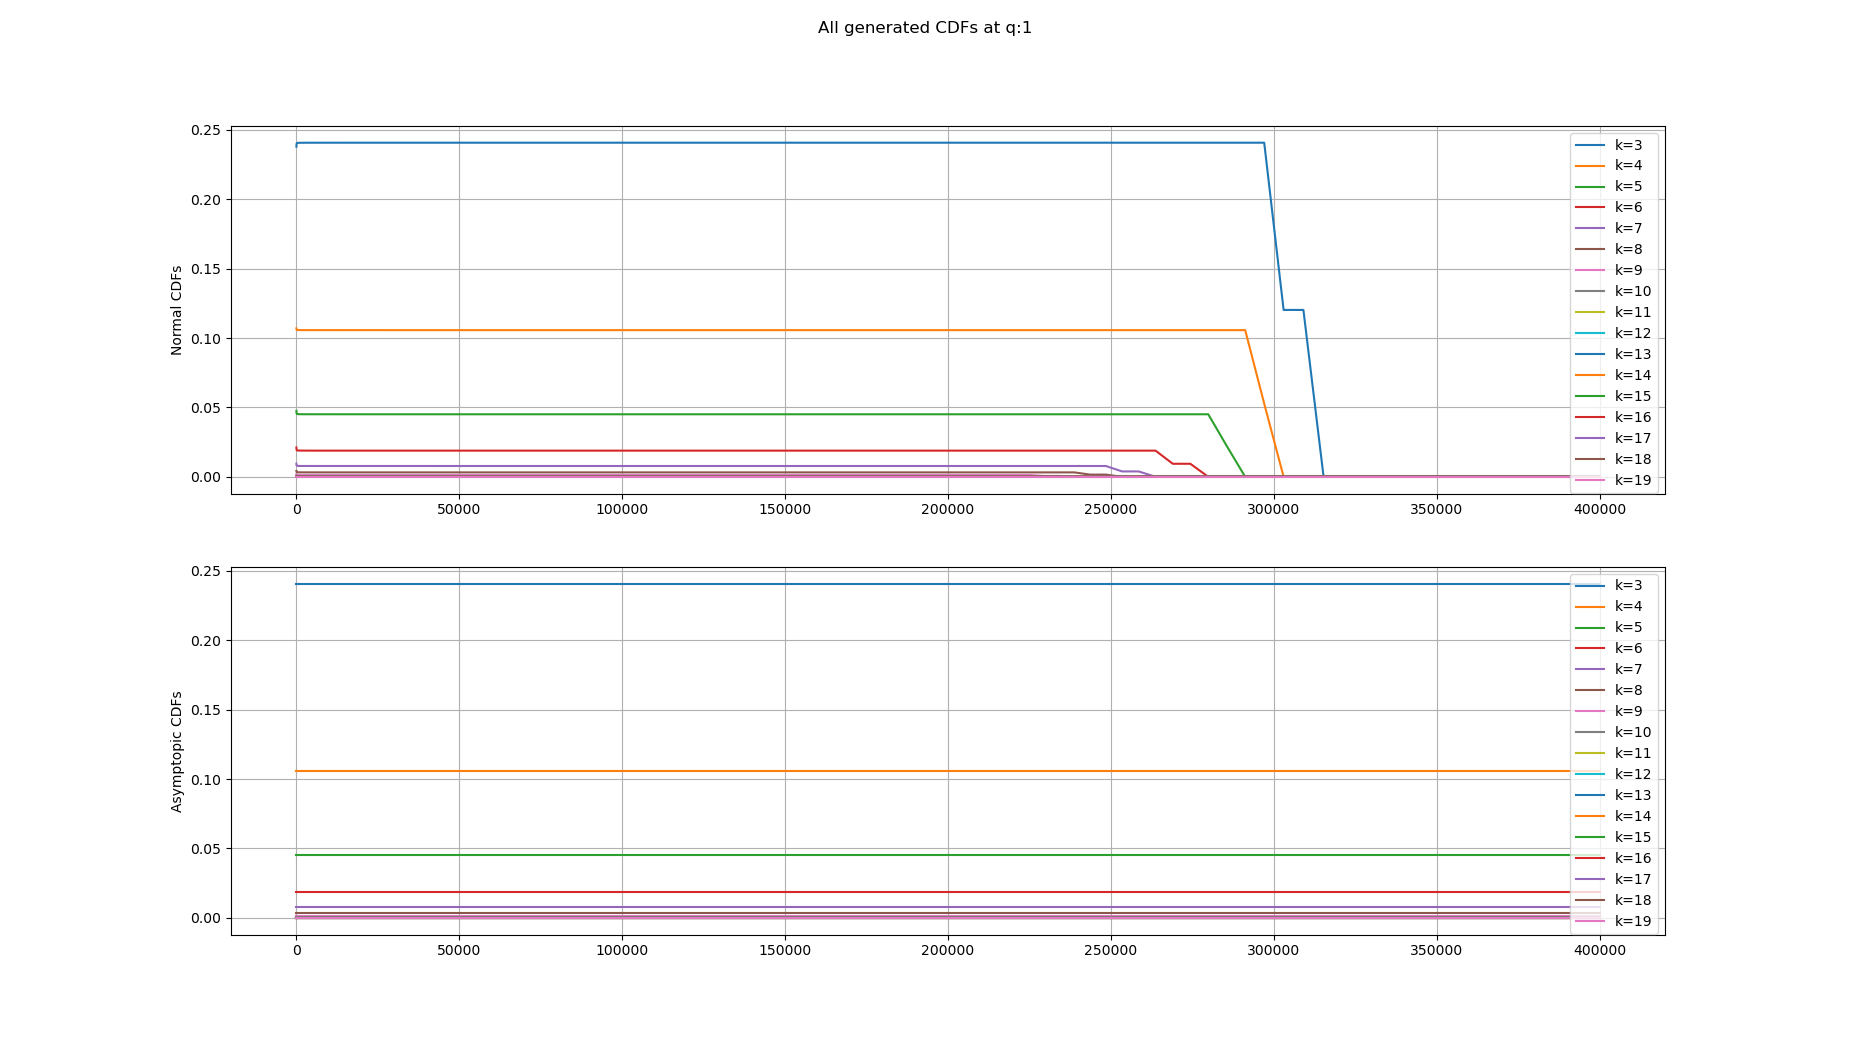 All generated CDFs at q:1
Normal CDFs
0.25
0.20
0.15
0.10
0.05
0.00
0
50000
100000
150000
200000
250000
300000
350000
400000
k=3
k=4
k=5
k=6
k=7
k=8
k=9
k=10
k=11
k=12
k=13
k=14
k=15
k=16
k=17
k=18
k=19
Asymptopic CDFs
0.25
0.20
0.15
0.10
0.05
0.00
0
50000
100000
150000
200000
250000
300000
350000
400000
k=3
k=4
k=5
k=6
k=7
k=8
k=9
k=10
k=11
k=12
k=13
k=14
k=15
k=16
k=17
k=18
k=19